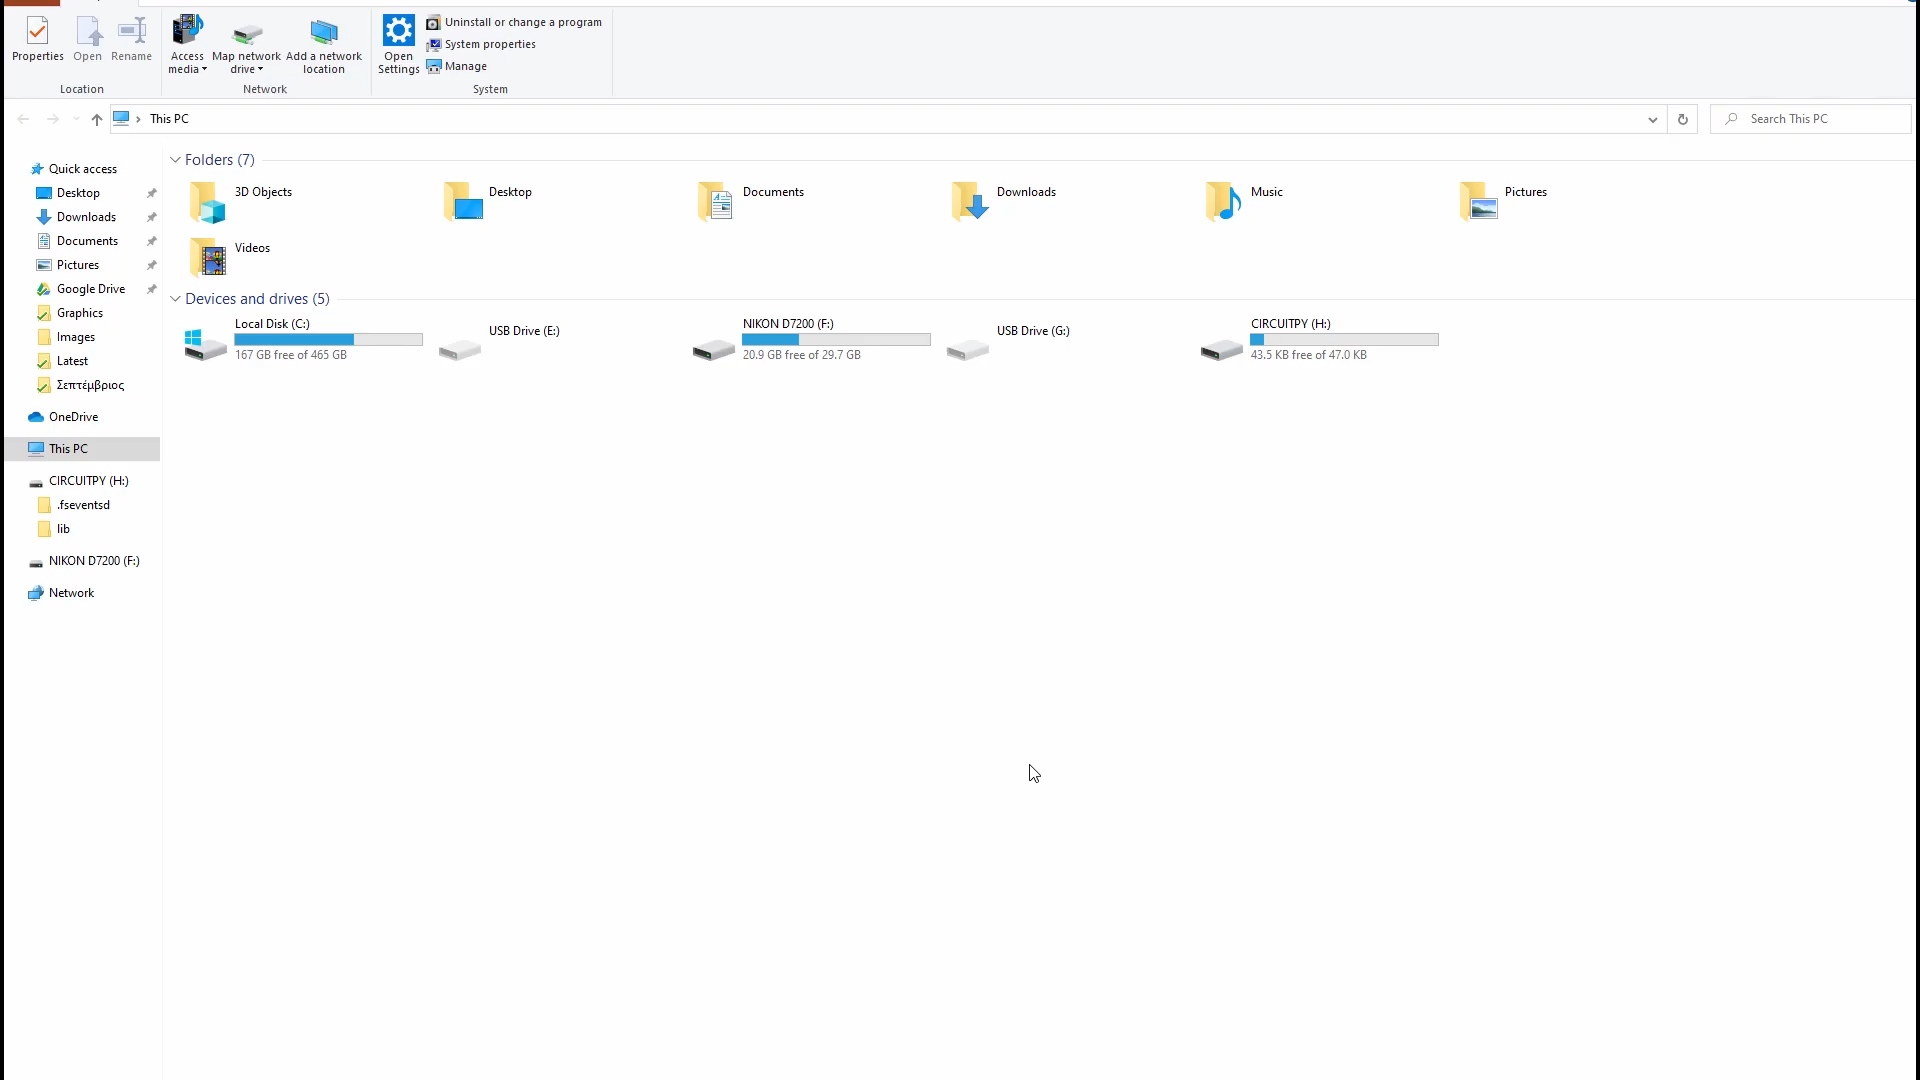 Properties Open Rename
Location
Access media Map network drive Add a network location
Network
Open Settings
Uninstall or change a program
System properties
Manage
System
This PC
Search This PC
Quick access
Desktop
Downloads
Documents
Pictures
Google Drive
Graphics
Images
Latest
Σεπτέμβριος
OneDrive
This PC
CIRCUITPY (H:)
.fseventsd
lib
NIKON D7200 (F:)
Network
Folders (7)
3D Objects
Desktop
Documents
Downloads
Music
Pictures
Videos
Devices and drives (5)
Local Disk (C:)
167 GB free of 465 GB
USB Drive (E:)
NIKON D7200 (F:)
20.9 GB free of 29.7 GB
USB Drive (G:)
CIRCUITPY (H:)
43.5 KB free of 47.0 KB